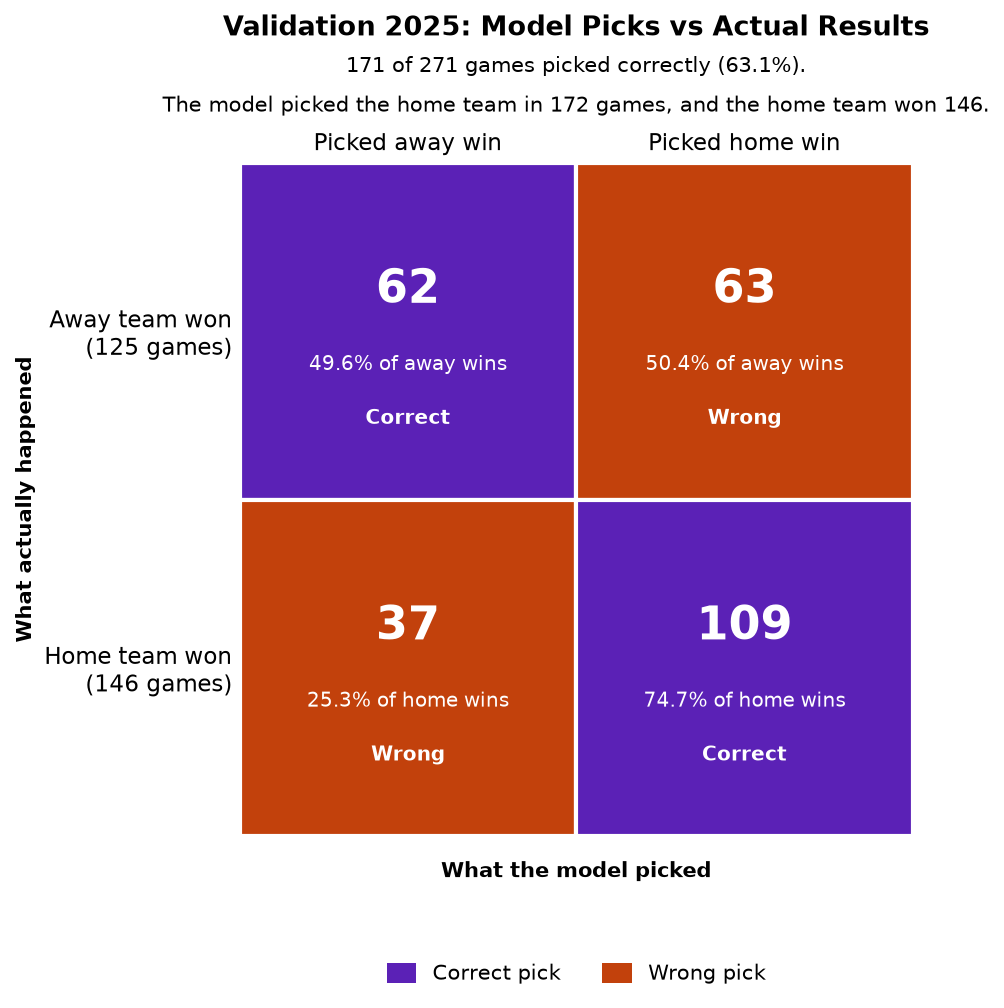 Validation 2025: Model Picks vs Actual Results
171 of 271 games picked correctly (63.1%).
The model picked the home team in 172 games, and the home team won 146.
Picked away win
Picked home win
What actually happened
Away team won
(125 games)
62
49.6% of away wins
Correct
63
50.4% of away wins
Wrong
Home team won
(146 games)
37
25.3% of home wins
Wrong
109
74.7% of home wins
Correct
What the model picked
Correct pick
Wrong pick